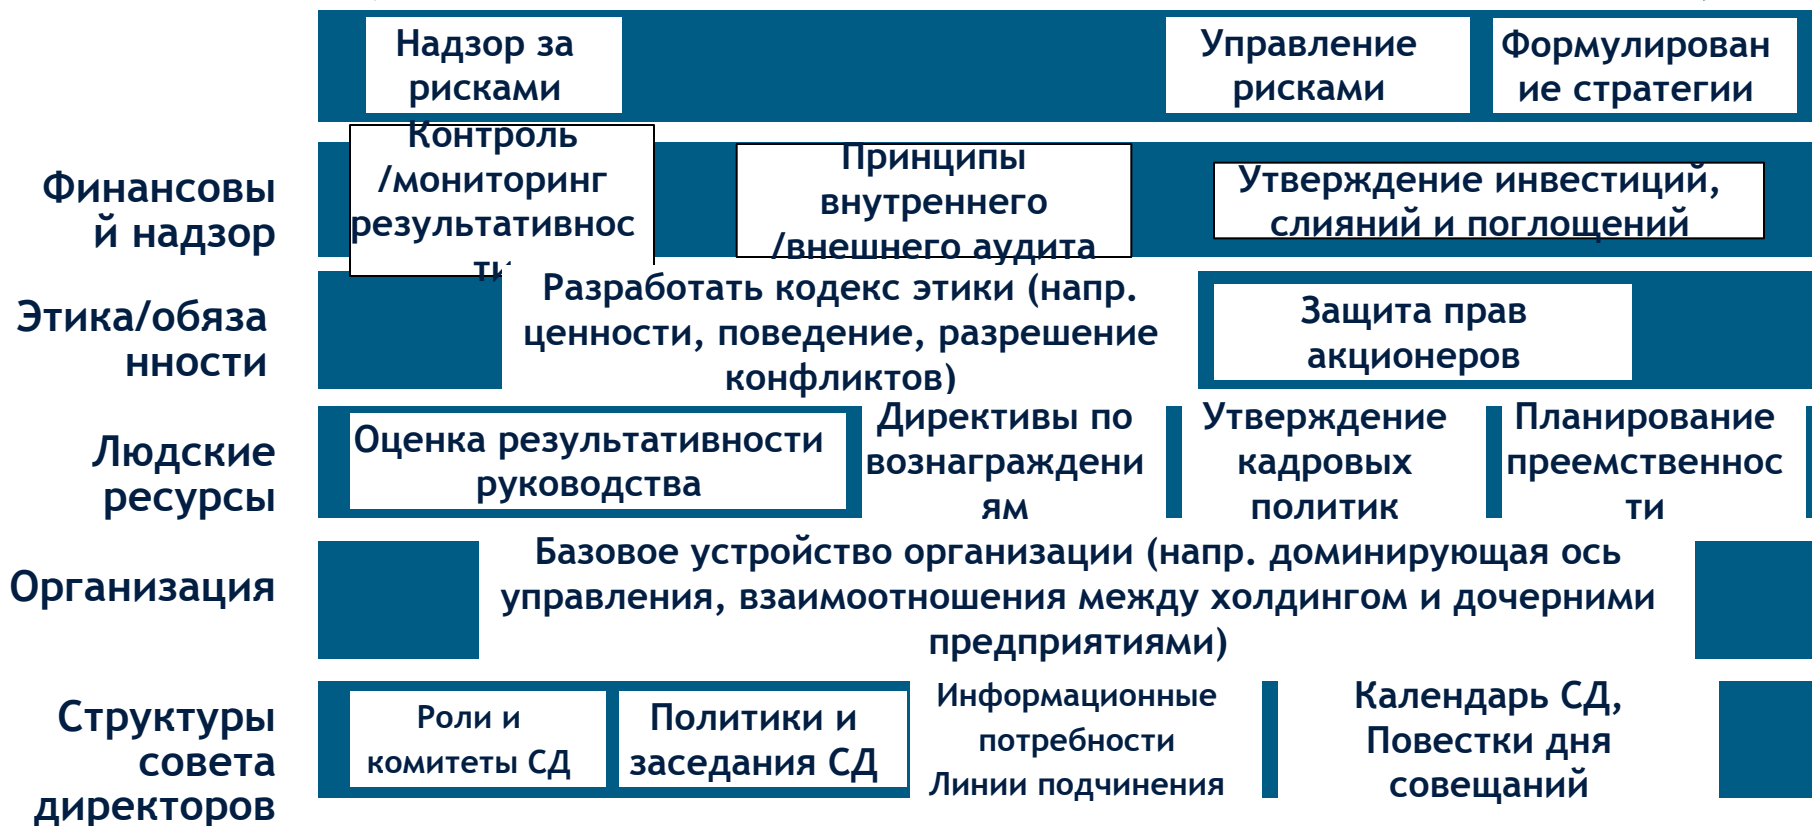 Надзор за
рисками
Управление
рисками
Формулирован
ие стратегии
Финансовы
й надзор
Контроль
/мониторинг
результативнос
ти
Принципы
внутреннего
/внешнего аудита
Утверждение инвестиций,
слияний и поглощений
Этика/обяза
нности
Разработать кодекс этики (напр.
ценности, поведение, разрешение
конфликтов)
Защита прав
акционеров
Людские
ресурсы
Оценка результативности
руководства
Директивы по
вознаграждени
ям
Утверждение
кадровых
политик
Планирование
преемственнос
ти
Организация
Базовое устройство организации (напр. доминирующая ось
управления, взаимоотношения между холдингом и дочерними
предприятиями)
Структуры
совета
директоров
Роли и
комитеты СД
Политики и
заседания СД
Информационные
потребности
Линии подчинения
Календарь СД,
Повестки дня
совещаний